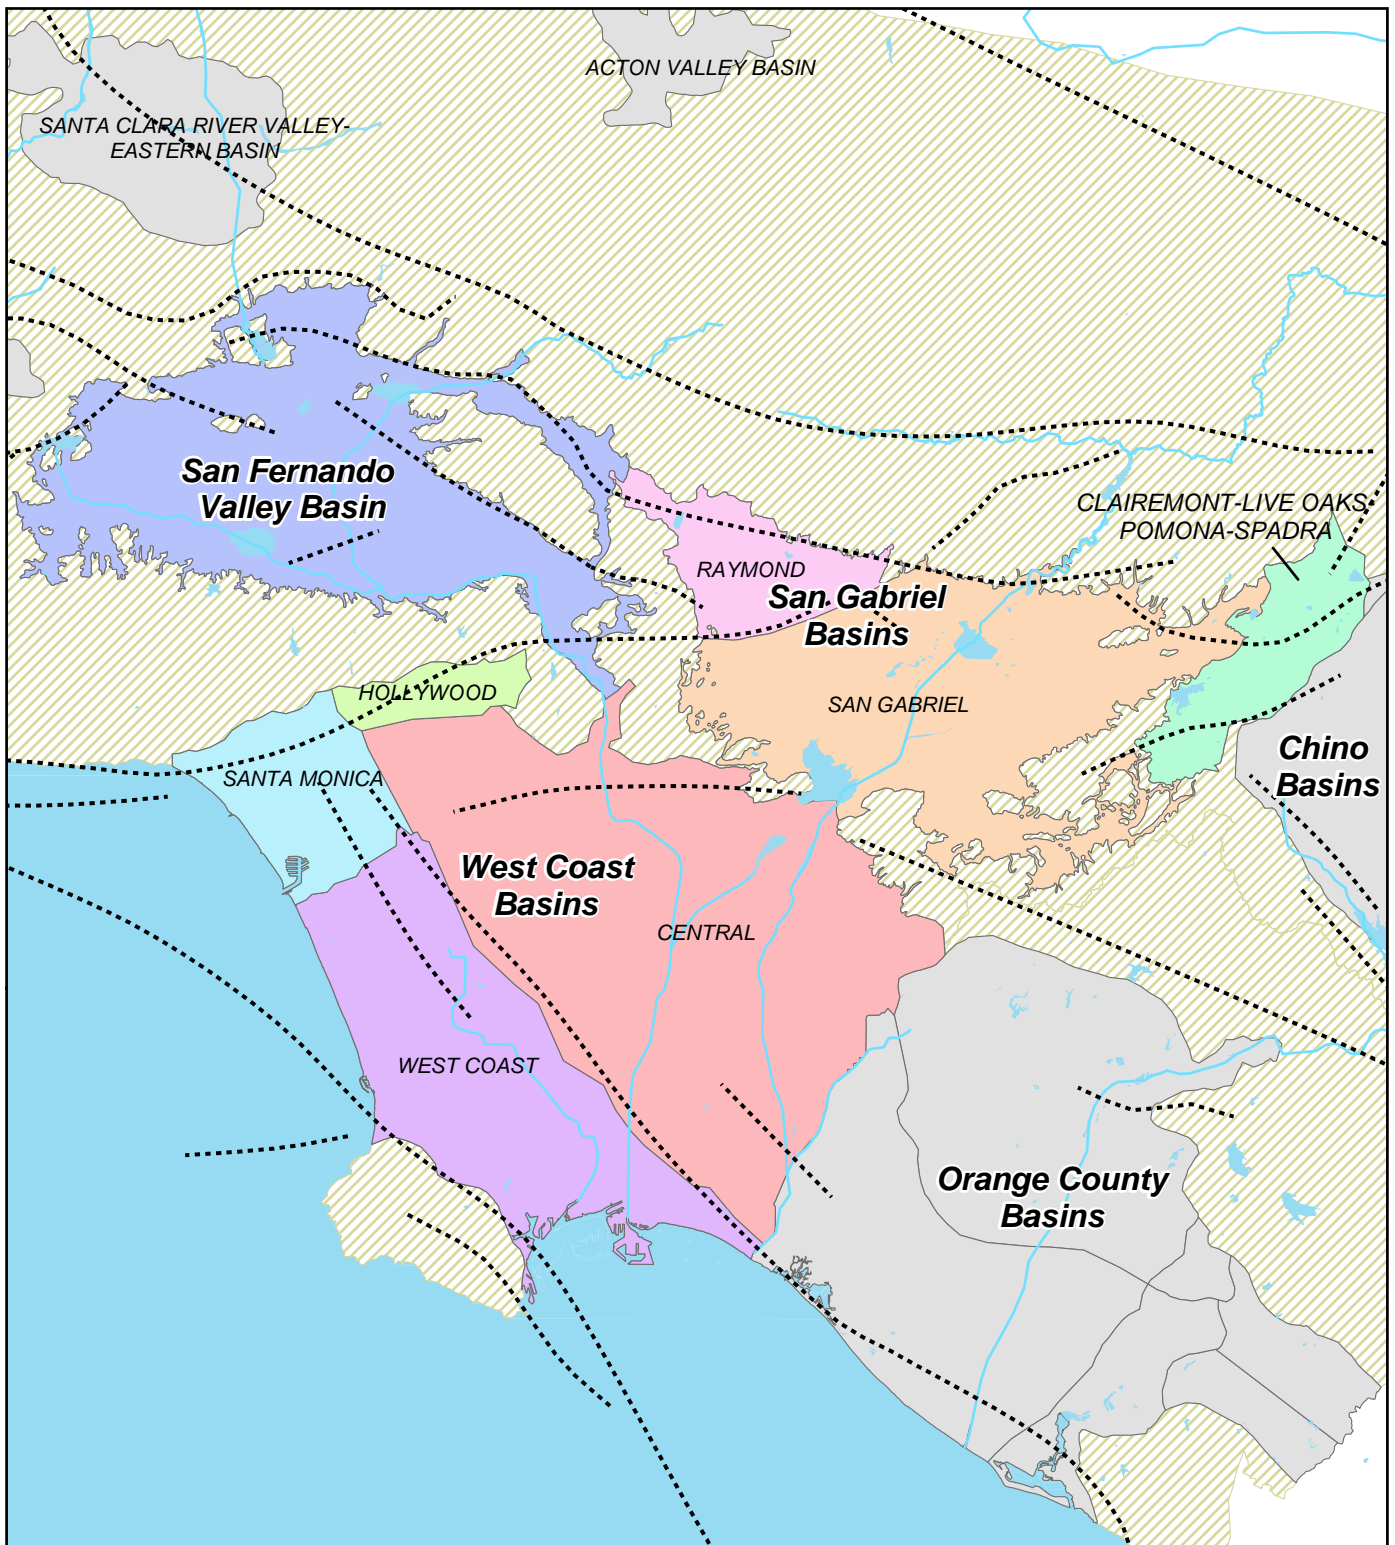 ACTON VALLEY BASIN
SANTA CLARA RIVER VALLEY-
EASTERN BASIN
San Fernando
Valley Basin
CLAIREMONT-LIVE OAKS
POMONA-SPADRA
RAYMOND
San Gabriel
Basins
HOLLYWOOD
SAN GABRIEL
SANTA MONICA
Chino
Basins
West Coast
Basins
CENTRAL
WEST COAST
Orange County
Basins